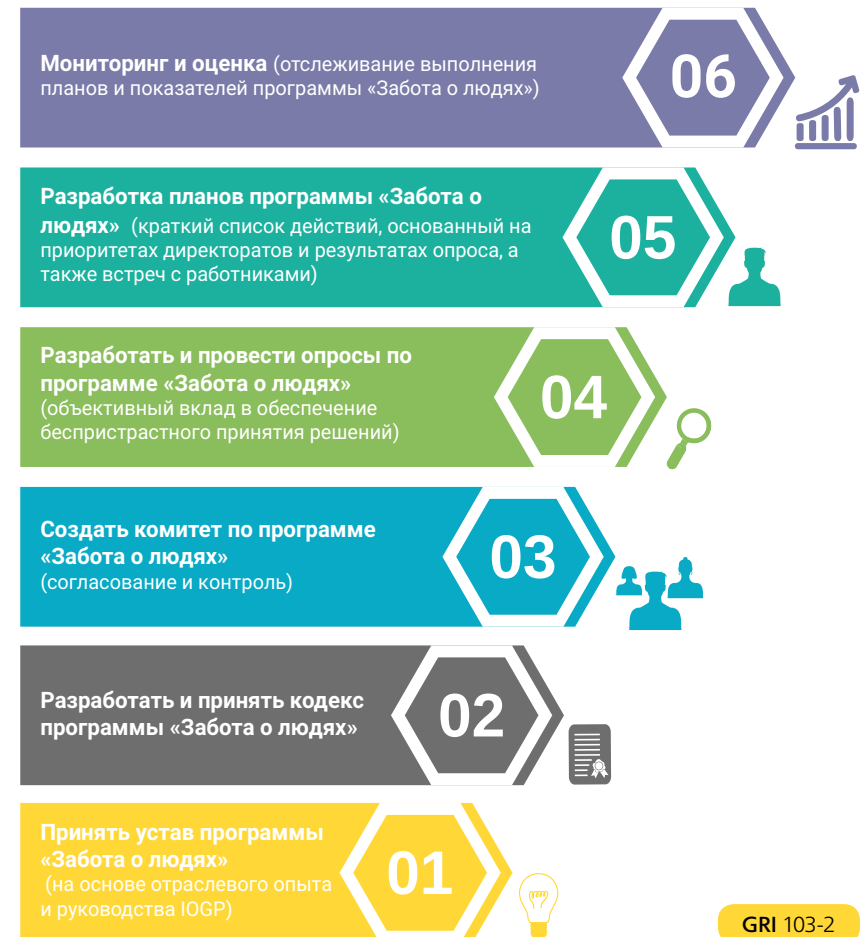 Мониторинг и оценка (отслеживание выполнения
планов и показателей программы «Забота о людях»)
06
Разработка планов программы «Забота о
людях» (краткий список действий, основанный на
приоритетах директоратов и результатах опроса, а
также встреч с работниками)
05
Разработать и провести опросы по
программе «Забота о людях»
(объективный вклад в обеспечение
беспристрастного принятия решений)
04
Создать комитет по программе
«Забота о людях»
(согласование и контроль)
03
Разработать и принять кодекс
программы «Забота о людях»
02
Принять устав программы
«Забота о людях»
(на основе отраслевого опыта
и руководства IOGP)
01
GRI 103-2